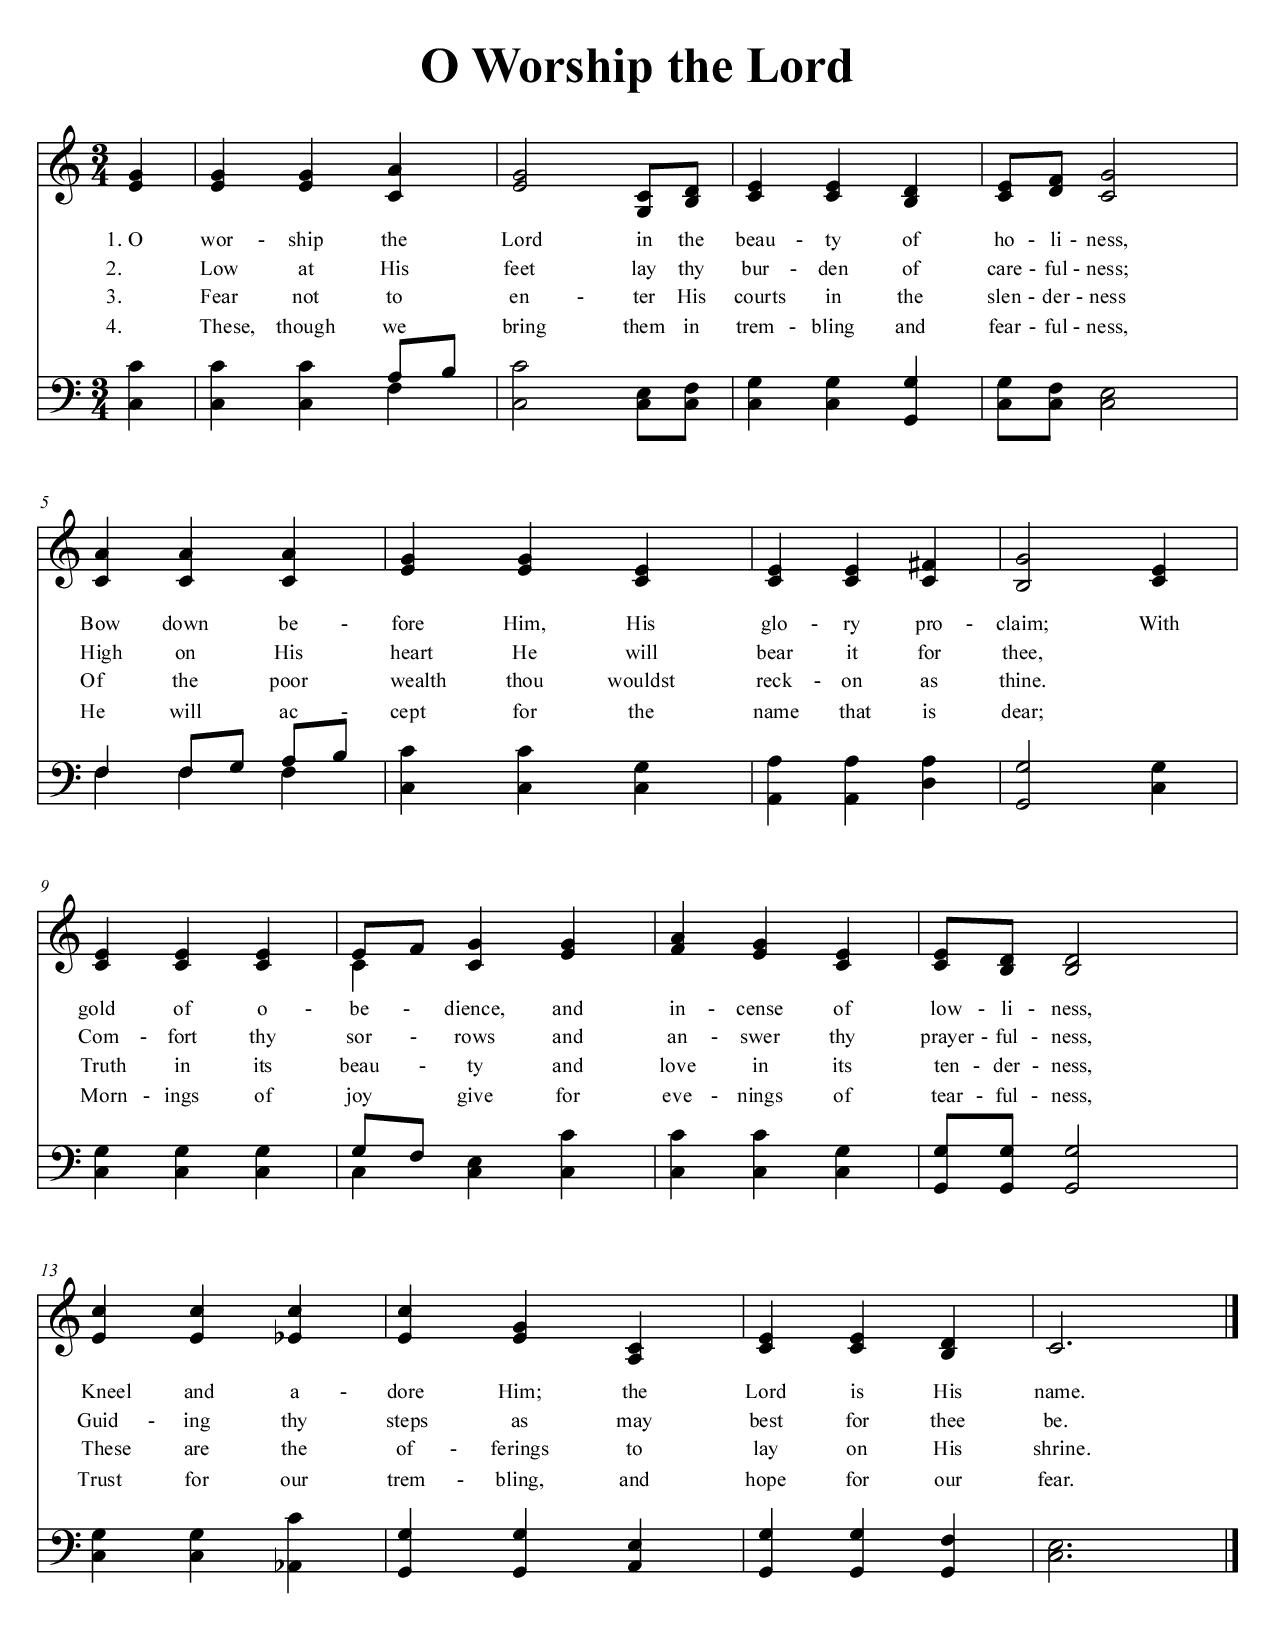 O Worship the Lord
3
4
1. O wor - ship the Lord in the beau - ty of ho - li - ness,
2. Low at His feet lay thy bur - den of care - ful - ness;
3. Fear not to en - ter His courts in the slen - der - ness
4. These, though we bring them in trem - bling and fear - ful - ness,
3
4
5
Bow down be - fore Him, His glo - ry pro - claim; With
High on His heart He will bear it for thee,
Of the poor wealth thou wouldst reck - on as thine.
He will ac - cept for the name that is dear;
9
gold of o - be - dience, and in - cense of low - li - ness,
Com - fort thy sor - rows and an - swer thy prayer - ful - ness,
Truth in its beau - ty and love in its ten - der - ness,
Morn - ings of joy give for eve - nings of tear - ful - ness,
13
Kneel and a - dore Him; the Lord is His name.
Guid - ing thy steps as may best for thee be.
These are the of - ferings to lay on His shrine.
Trust for our trem - bling, and hope for our fear.